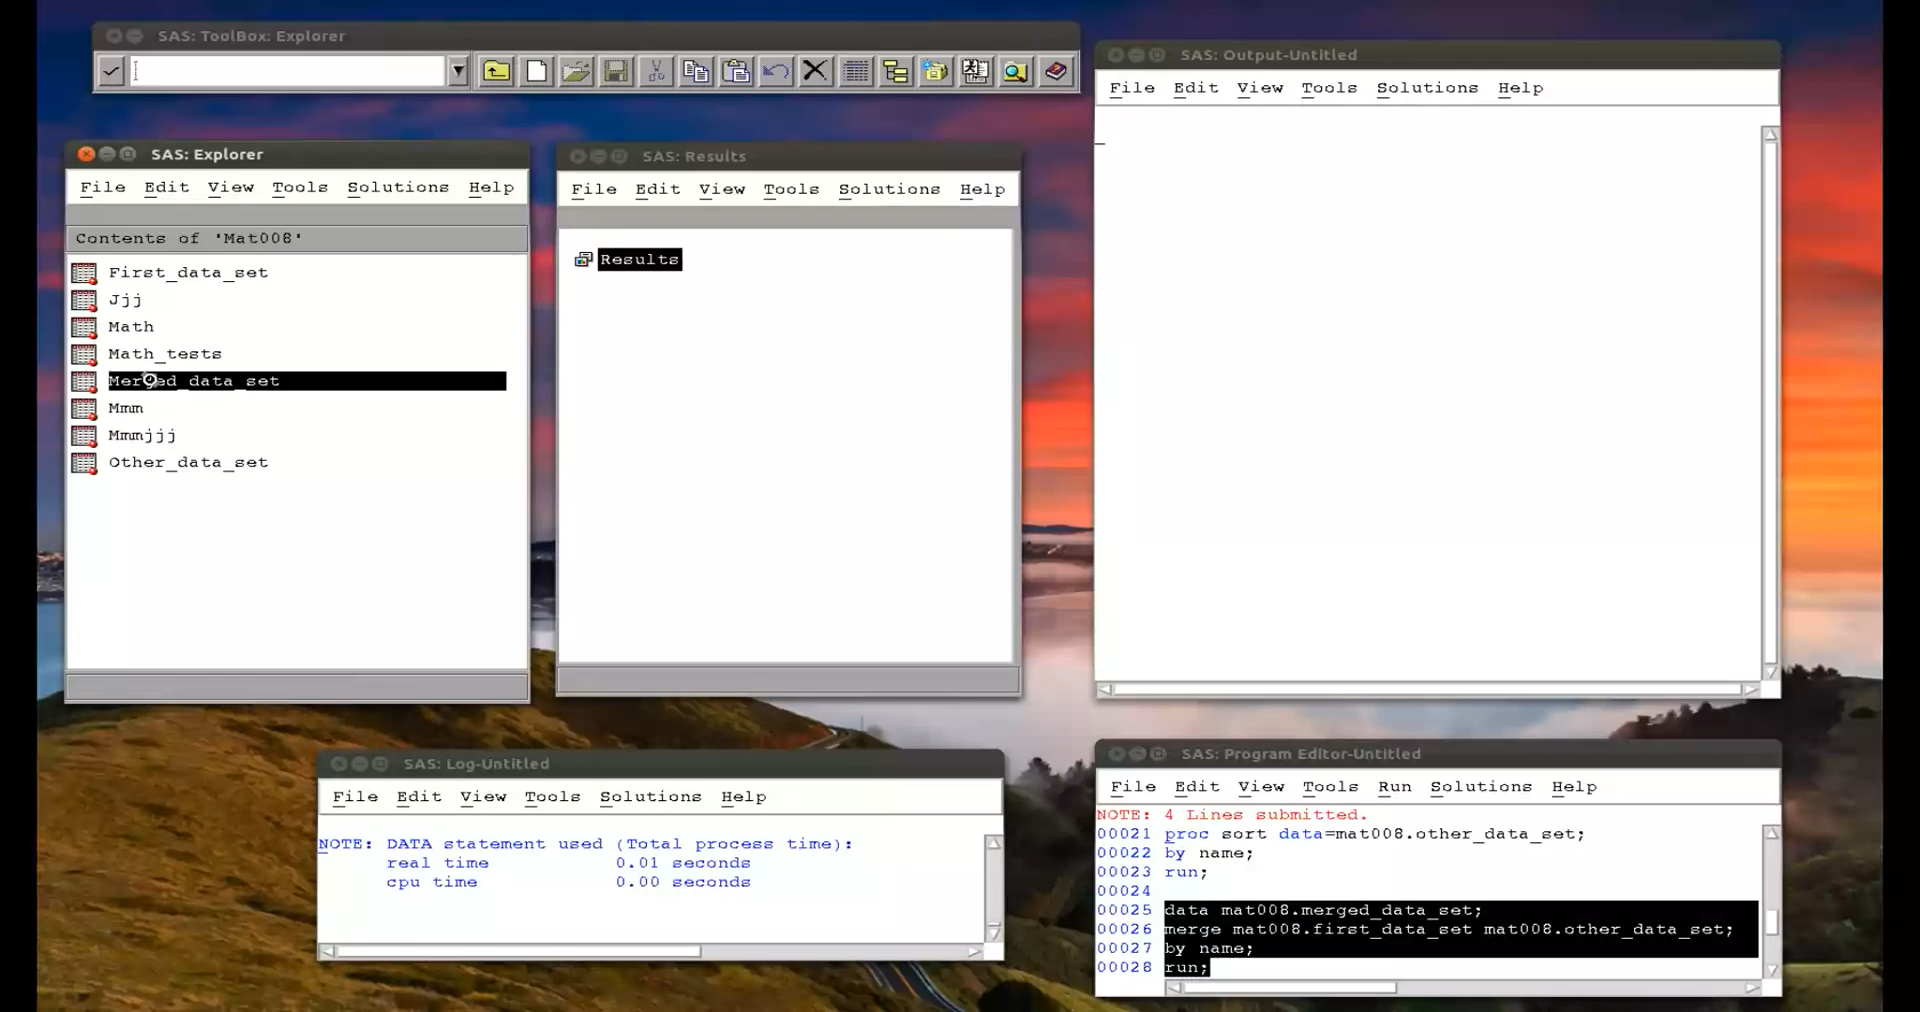 SAS: ToolBox: Explorer
SAS: Explorer
File Edit View Tools Solutions Help
Contents of 'Mat008'
First_data_set
Jjj
Math
Math_tests
Merged_data_set
Mmm
Mmmjjj
Other_data_set
SAS: Results
File Edit View Tools Solutions Help
Results
SAS: Output-Untitled
File Edit View Tools Solutions Help
SAS: Log-Untitled
File Edit View Tools Solutions Help
NOTE: DATA statement used (Total process time):
real time 0.01 seconds
cpu time 0.00 seconds
SAS: Program Editor-Untitled
File Edit View Tools Run Solutions Help
NOTE: 4 Lines submitted.
00021 proc sort data=mat008.other_data_set;
00022 by name;
00023 run;
00024
00025 data mat008.merged_data_set;
00026 merge mat008.first_data_set mat008.other_data_set;
00027 by name;
00028 run;